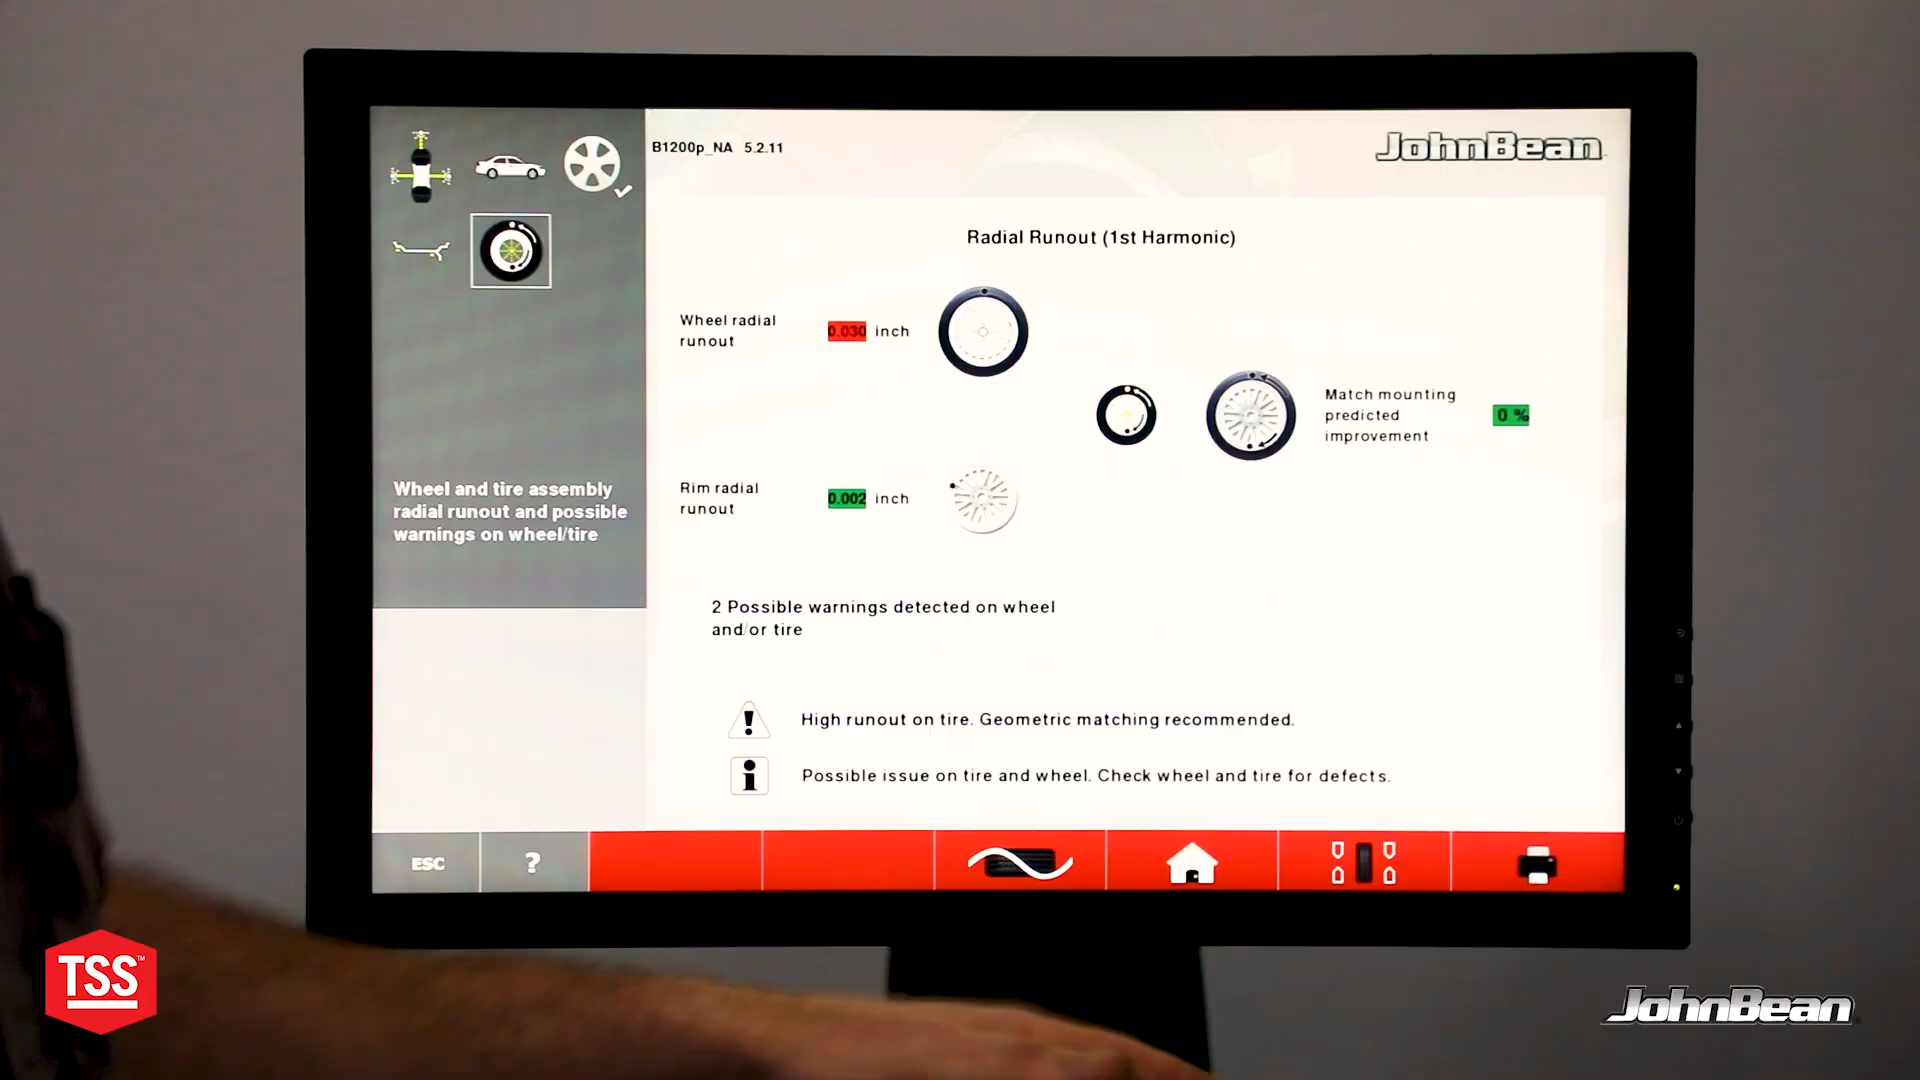 B1200p_NA 5.2.11
JohnBean
Radial Runout (1st Harmonic)
Wheel radial
runout
0.030 inch
Match mounting
predicted
improvement
0 %
Rim radial
runout
0.002 inch
Wheel and tire assembly
radial runout and possible
warnings on wheel/tire
2 Possible warnings detected on wheel
and/or tire
! High runout on tire. Geometric matching recommended.
i Possible issue on tire and wheel. Check wheel and tire for defects.
ESC
?
TSS™
JohnBean